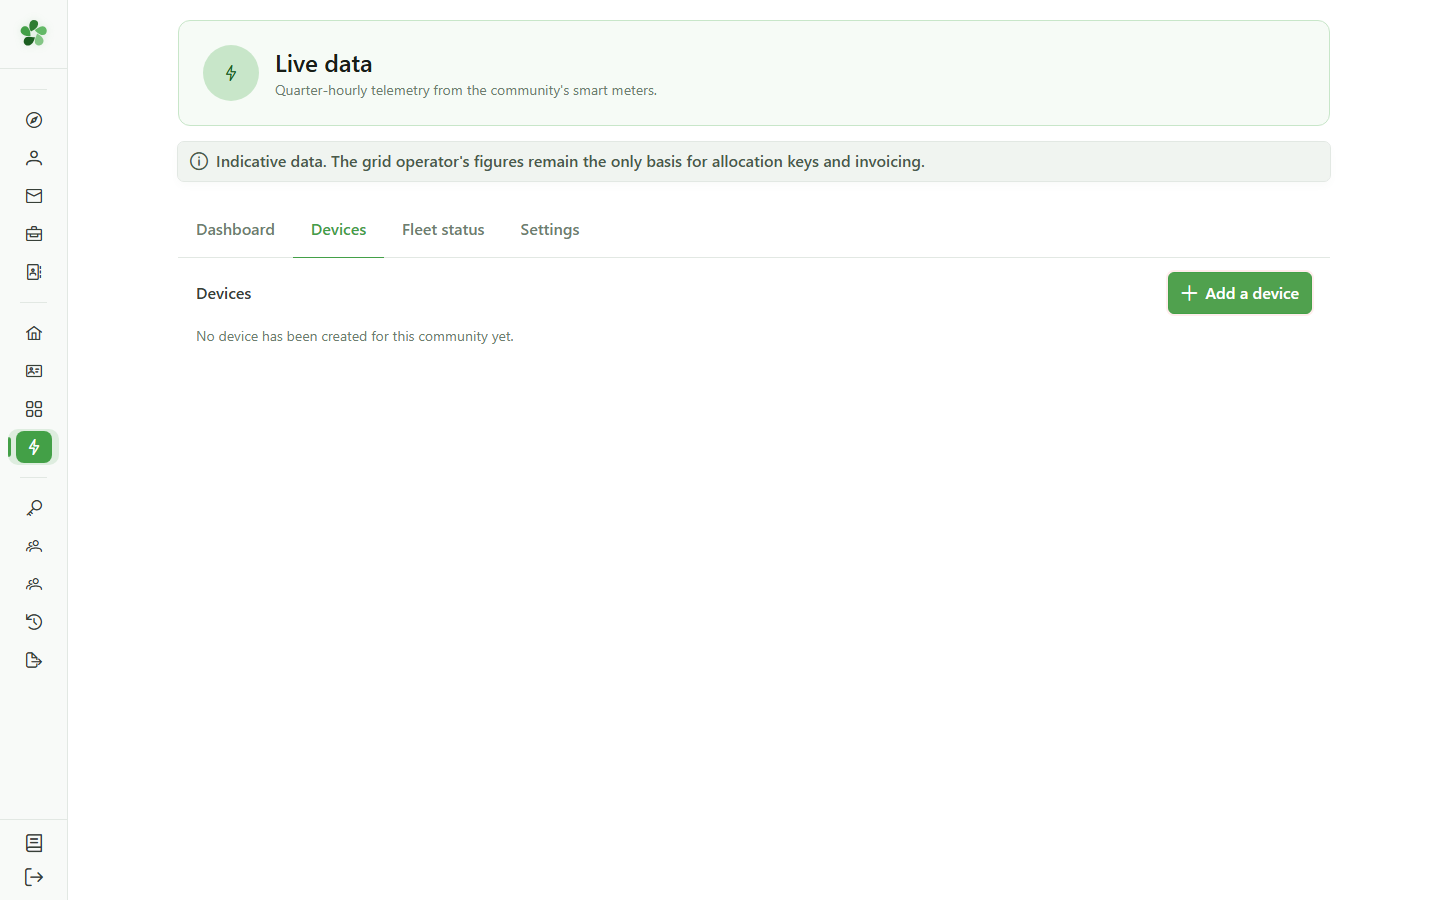 Live data
Quarter-hourly telemetry from the community's smart meters.
Indicative data. The grid operator's figures remain the only basis for allocation keys and invoicing.
Dashboard
Devices
Fleet status
Settings
Devices
Add a device
No device has been created for this community yet.